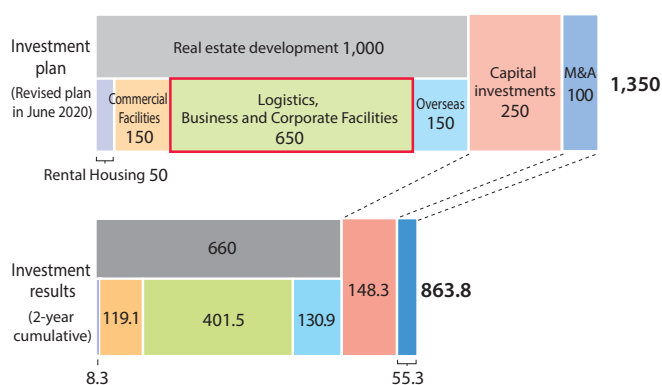 Investment
plan
(Revised plan
in June 2020)
Real estate development 1,000
Commercial
Facilities
150
Logistics,
Business and Corporate Facilities
650
Overseas
150
Capital
investments
250
M&A
100
1,350
Rental Housing 50
Investment
results
(2-year
cumulative)
660
119.1
401.5
130.9
148.3
863.8
8.3
55.3